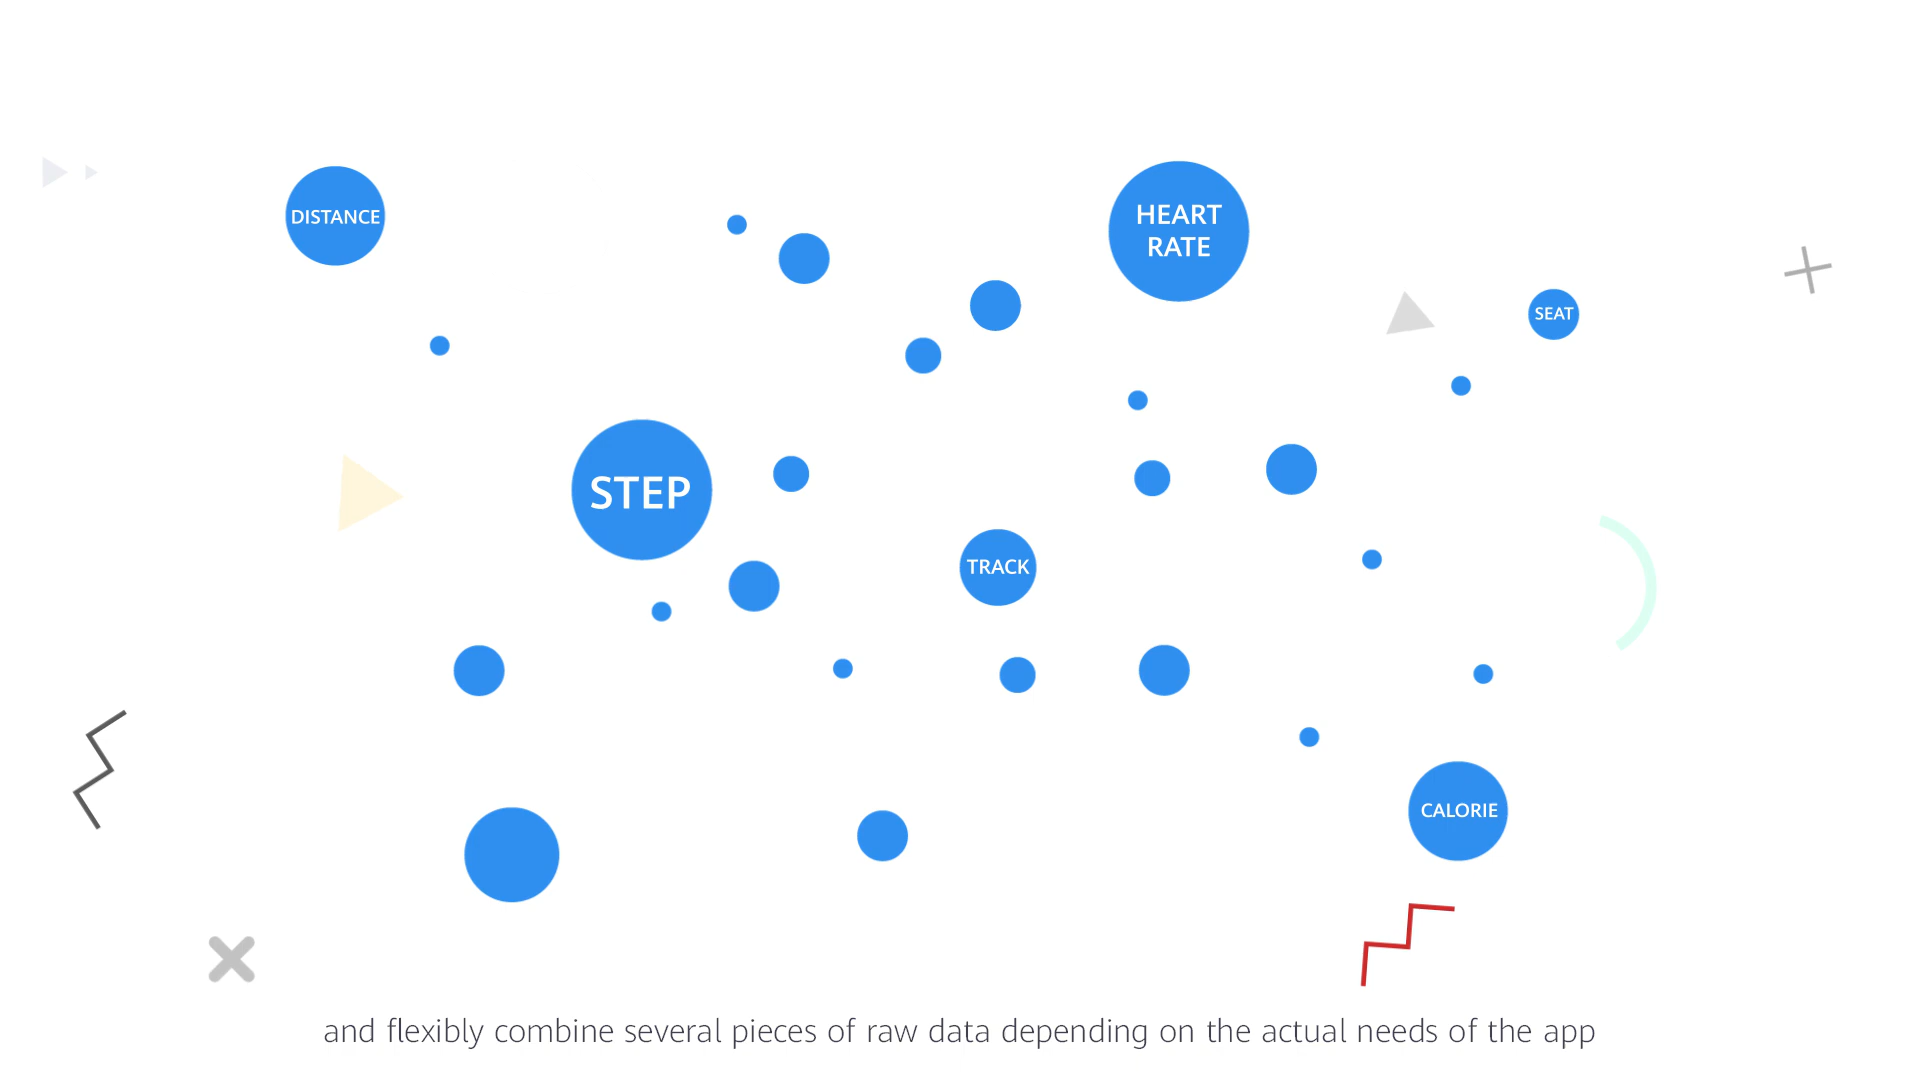 DISTANCE
HEART
RATE
SEAT
STEP
TRACK
CALORIE
and flexibly combine several pieces of raw data depending on the actual needs of the app